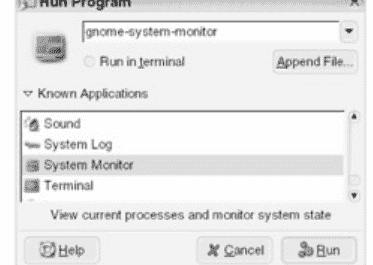 Run Program
gnome-system-monitor
Run in terminal
Append File...
Known Applications
Sound
System Log
System Monitor
Terminal
View current processes and monitor system state
Help
Cancel
Run